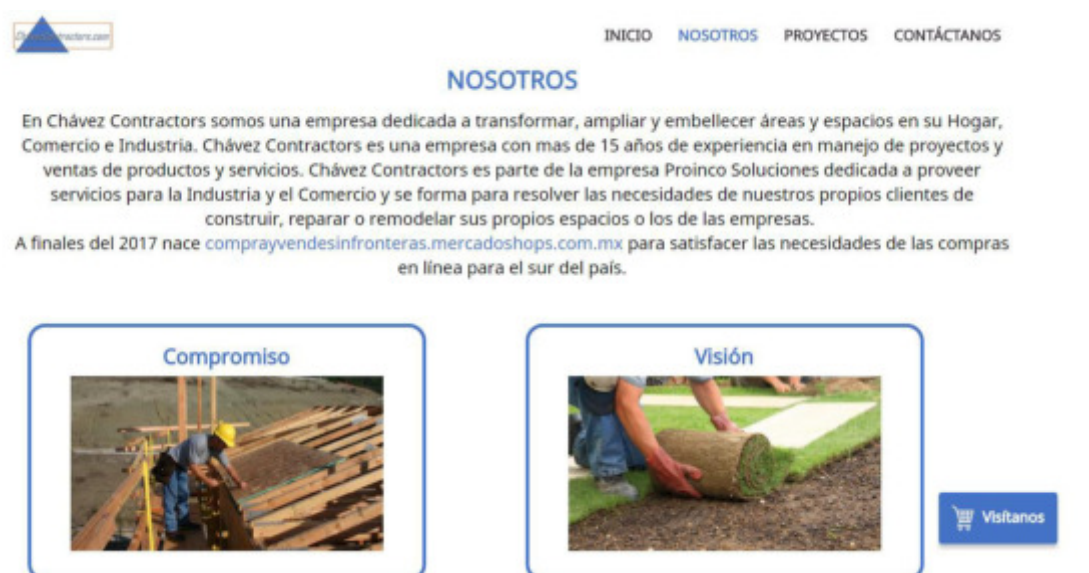 INICIO NOSOTROS PROYECTOS CONTÁCTANOS
NOSOTROS
En Chávez Contractors somos una empresa dedicada a transformar, ampliar y embellecer áreas y espacios en su Hogar,
Comercio e Industria. Chávez Contractors es una empresa con mas de 15 años de experiencia en manejo de proyectos y
ventas de productos y servicios. Chávez Contractors es parte de la empresa Proinco Soluciones dedicada a proveer
servicios para la Industria y el Comercio y se forma para resolver las necesidades de nuestros propios clientes de
construir, reparar o remodelar sus propios espacios o los de las empresas.
A finales del 2017 nace comprayvendesinfronteras.mercadoshops.com.mx para satisfacer las necesidades de las compras
en línea para el sur del país.
Compromiso
Visión
Visítanos